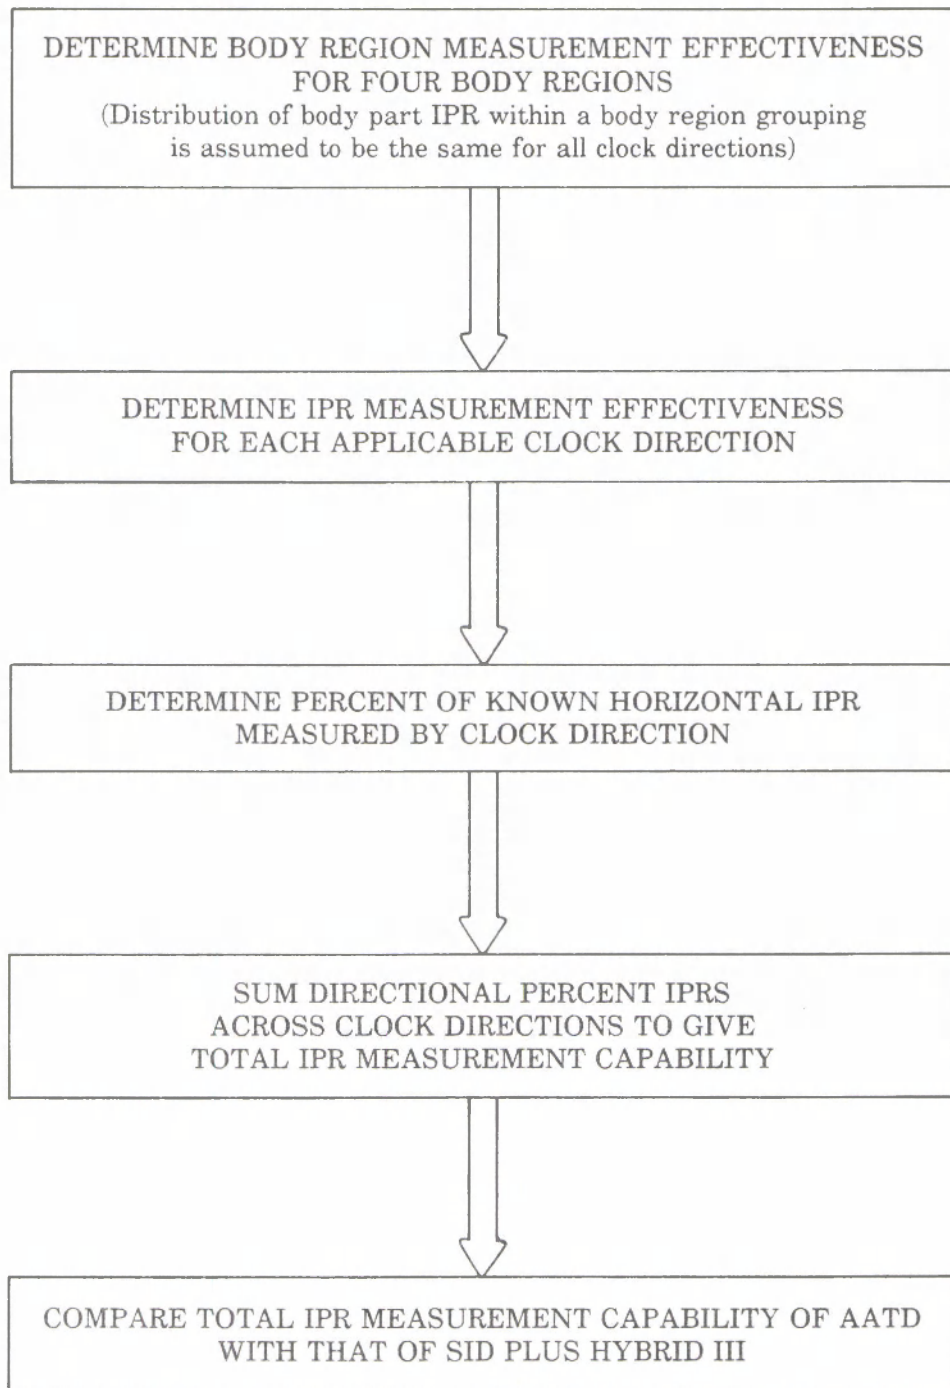 DETERMINE BODY REGION MEASUREMENT EFFECTIVENESS
FOR FOUR BODY REGIONS
(Distribution of body part IPR within a body region grouping
is assumed to be the same for all clock directions)
DETERMINE IPR MEASUREMENT EFFECTIVENESS
FOR EACH APPLICABLE CLOCK DIRECTION
DETERMINE PERCENT OF KNOWN HORIZONTAL IPR
MEASURED BY CLOCK DIRECTION
SUM DIRECTIONAL PERCENT IPRS
ACROSS CLOCK DIRECTIONS TO GIVE
TOTAL IPR MEASUREMENT CAPABILITY
COMPARE TOTAL IPR MEASUREMENT CAPABILITY OF AATD
WITH THAT OF SID PLUS HYBRID III